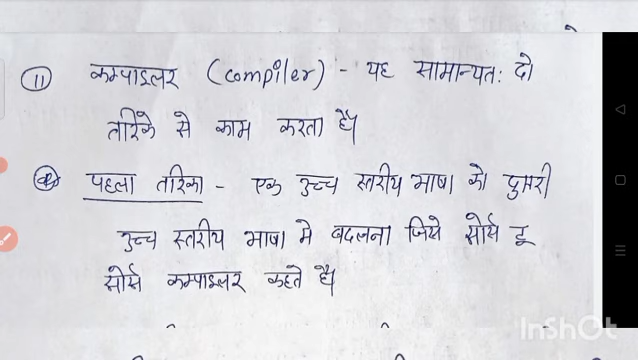 11 कम्पाइलर (compiler) - यह सामान्यत: दो
तरिके से काम करता है।
(a) पहला तरिका - एक उच्च स्तरीय भाषा को दुसरी
उच्च स्तरीय भाषा मे बदलना जिसे सोर्स टू
सोर्स कम्पाइलर कहते है।
InShOt